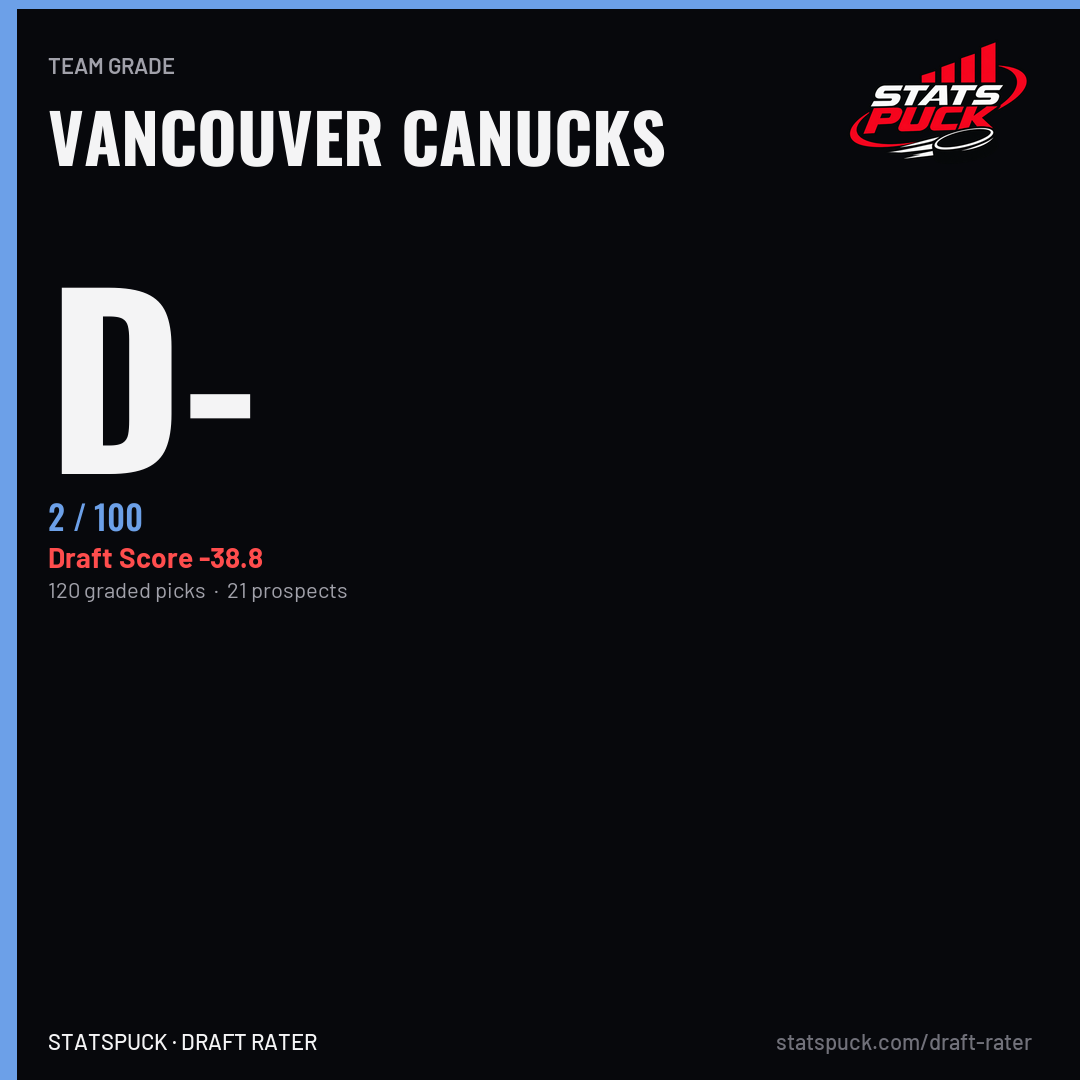 TEAM GRADE
VANCOUVER CANUCKS
STATS
PUCK
D-
2 / 100
Draft Score -38.8
120 graded picks · 21 prospects
STATSPUCK · DRAFT RATER
statspuck.com/draft-rater